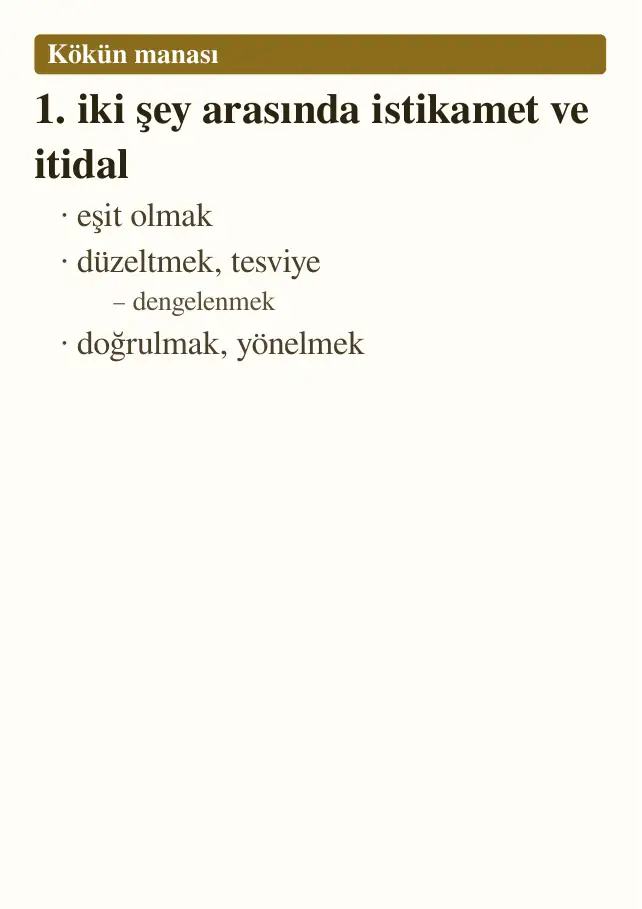 Kökün manası
1. iki şey arasında istikamet ve
itidal
· eşit olmak
· düzeltmek, tesviye
– dengelenmek
· doğrulmak, yönelmek